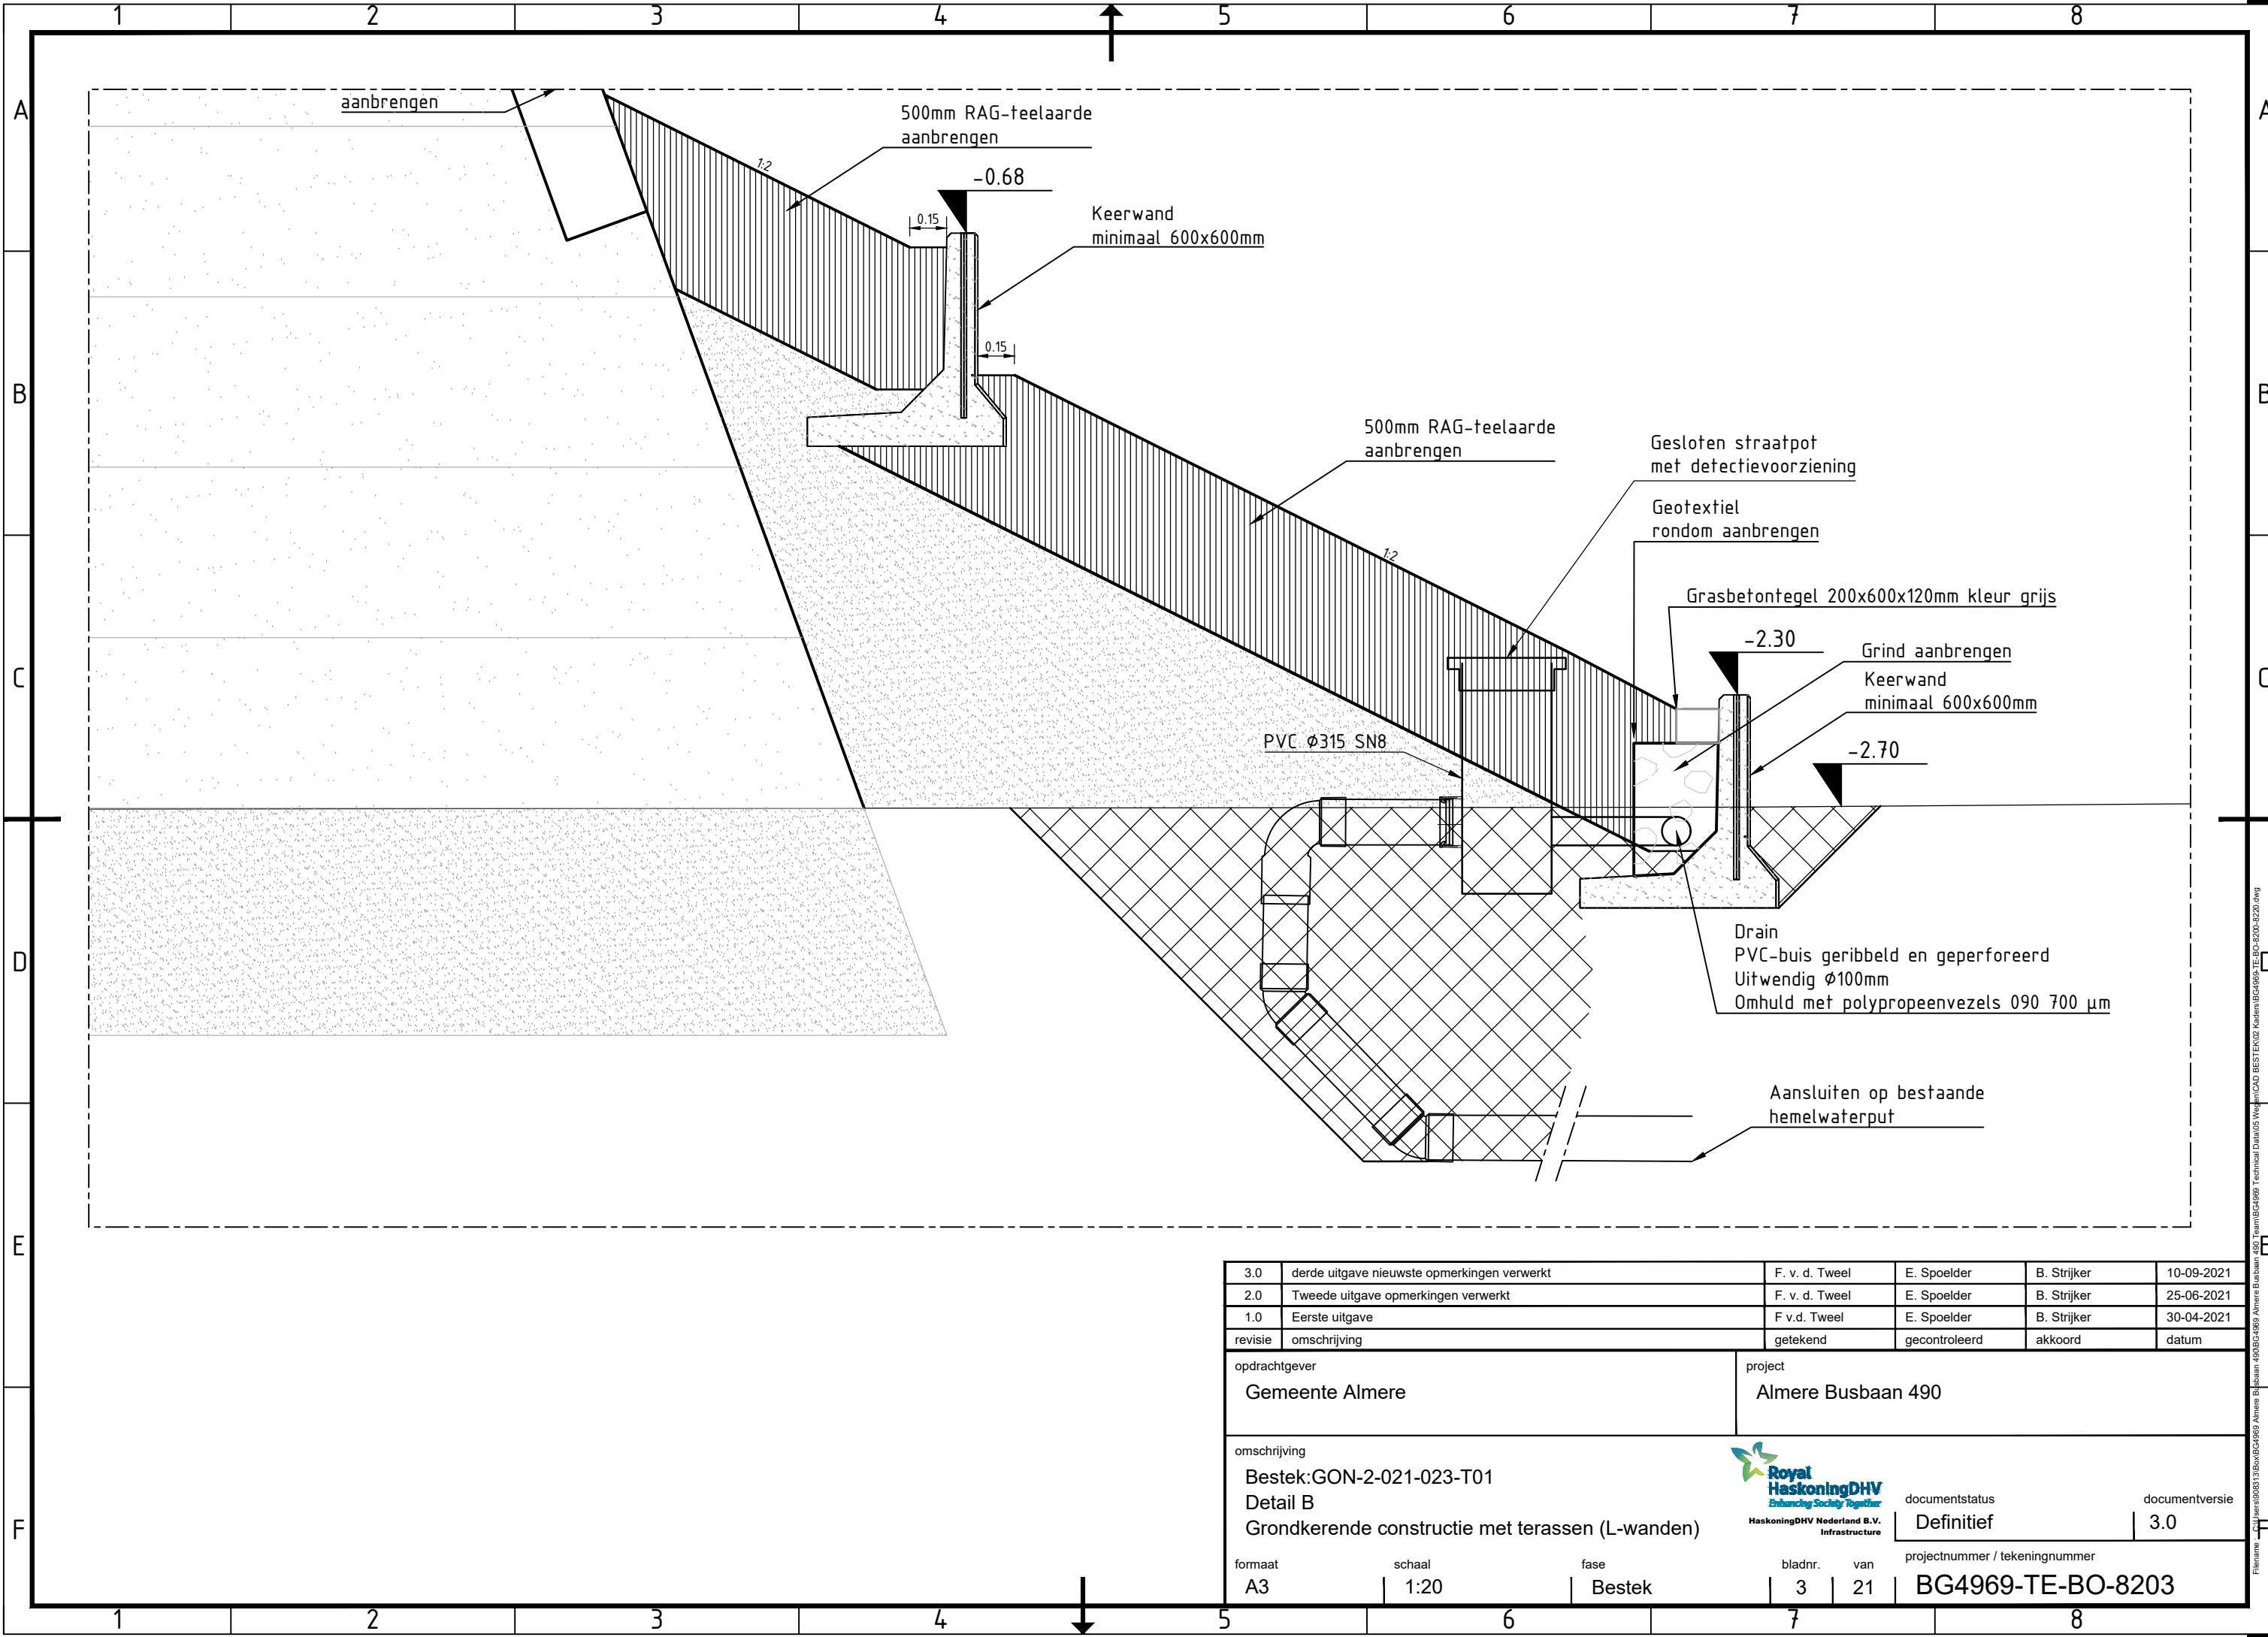 1 2 3 4 5 6 7 8
A A
B B
C C
D D
E E
F F
aanbrengen
500mm RAG-teelaarde
aanbrengen
1:2
-0.68
0.15
Keerwand
minimaal 600x600mm
0.15
500mm RAG-teelaarde
aanbrengen
Gesloten straatpot
met detectievoorziening
Geotextiel
rondom aanbrengen
1:2
Grasbetontegel 200x600x120mm kleur grijs
-2.30
Grind aanbrengen
Keerwand
minimaal 600x600mm
PVC Ø315 SN8
-2.70
Drain
PVC-buis geribbeld en geperforeerd
Uitwendig Ø100mm
Omhuld met polypropeenvezels 090 700 µm
Aansluiten op bestaande
hemelwaterput
3.0 derde uitgave nieuwste opmerkingen verwerkt F. v. d. Tweel E. Spoelder B. Strijker 10-09-2021
2.0 Tweede uitgave opmerkingen verwerkt F. v. d. Tweel E. Spoelder B. Strijker 25-06-2021
1.0 Eerste uitgave F v.d. Tweel E. Spoelder B. Strijker 30-04-2021
revisie omschrijving getekend gecontroleerd akkoord datum
opdrachtgever
Gemeente Almere
project
Almere Busbaan 490
omschrijving
Bestek:GON-2-021-023-T01
Detail B
Grondkerende constructie met terassen (L-wanden)
Royal
HaskoningDHV
Enhancing Society Together
HaskoningDHV Nederland B.V.
Infrastructure
documentstatus
Definitief
documentversie
3.0
formaat
A3
schaal
1:20
fase
Bestek
bladnr.
3
van
21
projectnummer / tekeningnummer
BG4969-TE-BO-8203
1 2 3 4 5 6 7 8